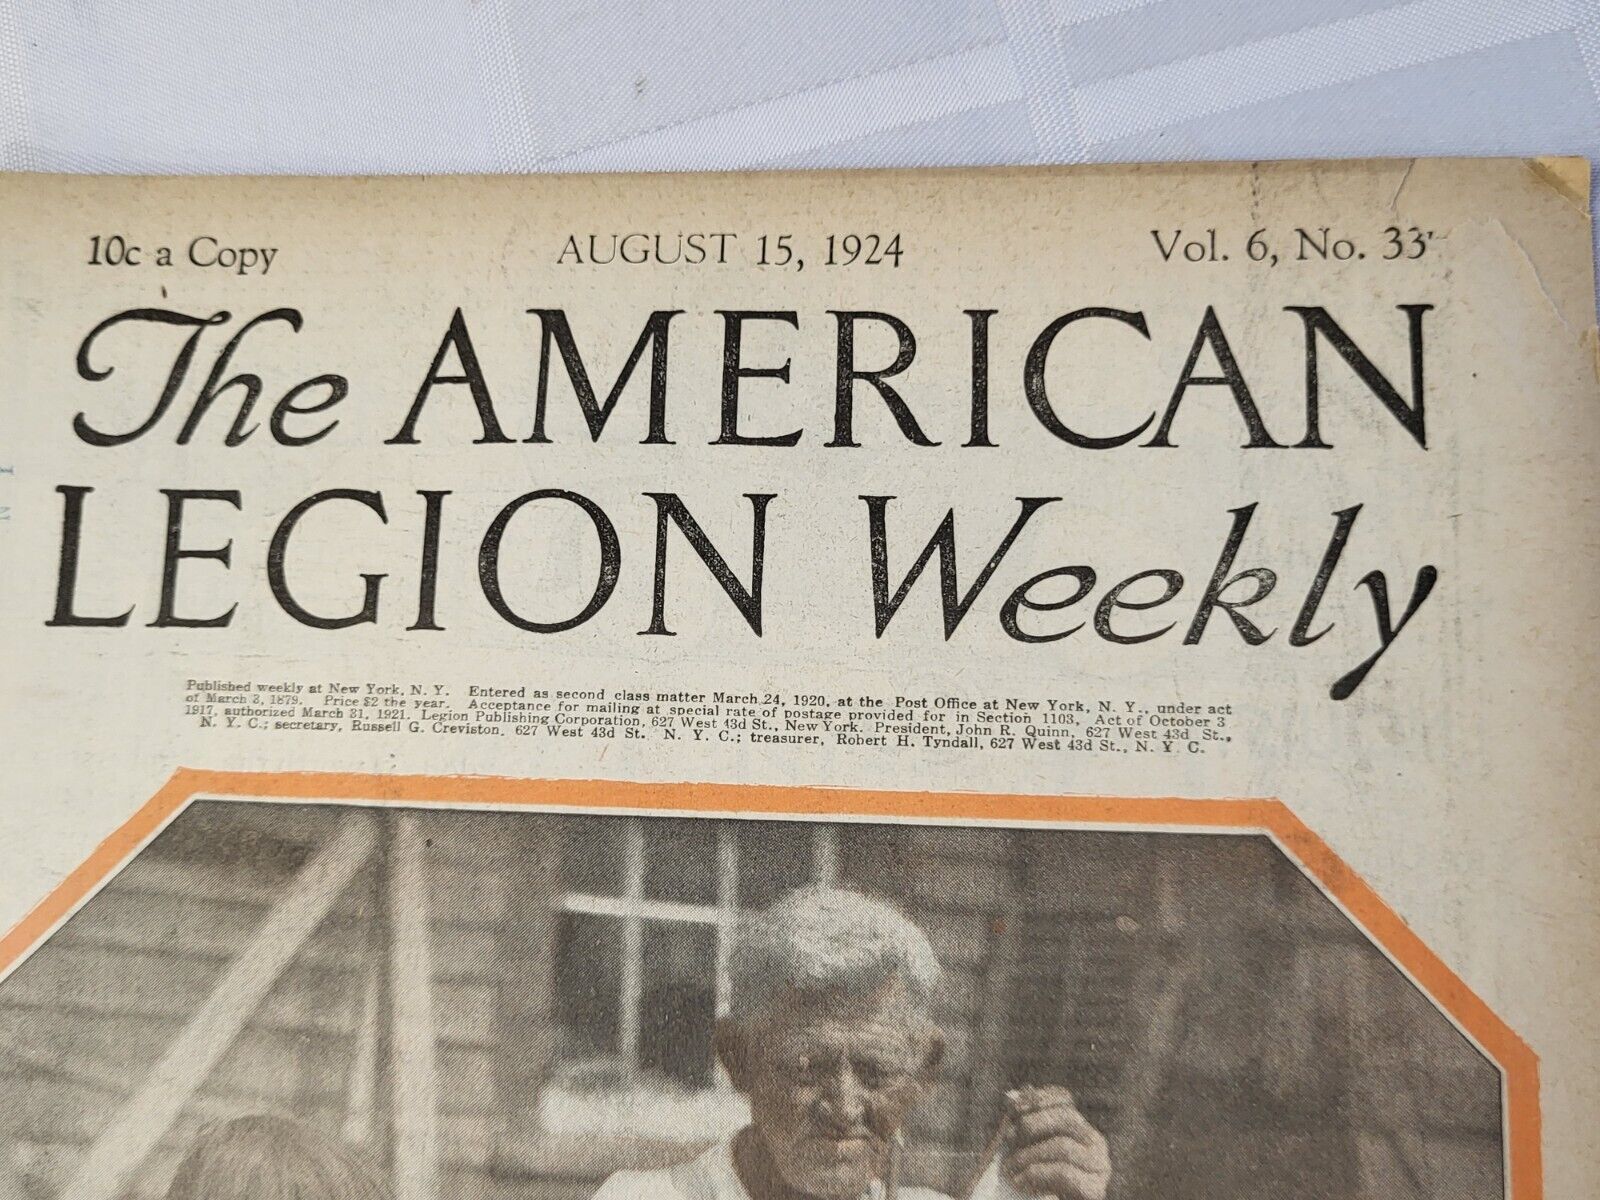 10c a Copy AUGUST 15, 1924 Vol. 6, No. 33
The AMERICAN
LEGION Weekly
Published weekly at New York, N. Y. Entered as second class matter March 24, 1920, at the Post Office at New York, N. Y., under act
of March 3, 1879. Price $2 the year. Acceptance for mailing at special rate of postage provided for in Section 1103, Act of October 3
1917, authorized March 31, 1921. Legion Publishing Corporation, 627 West 43d St., New York. President, John R. Quinn, 627 West 43d St.,
N. Y. C.; secretary, Russell G. Creviston, 627 West 43d St. N. Y. C.; treasurer, Robert H. Tyndall, 627 West 43d St., N. Y. C.